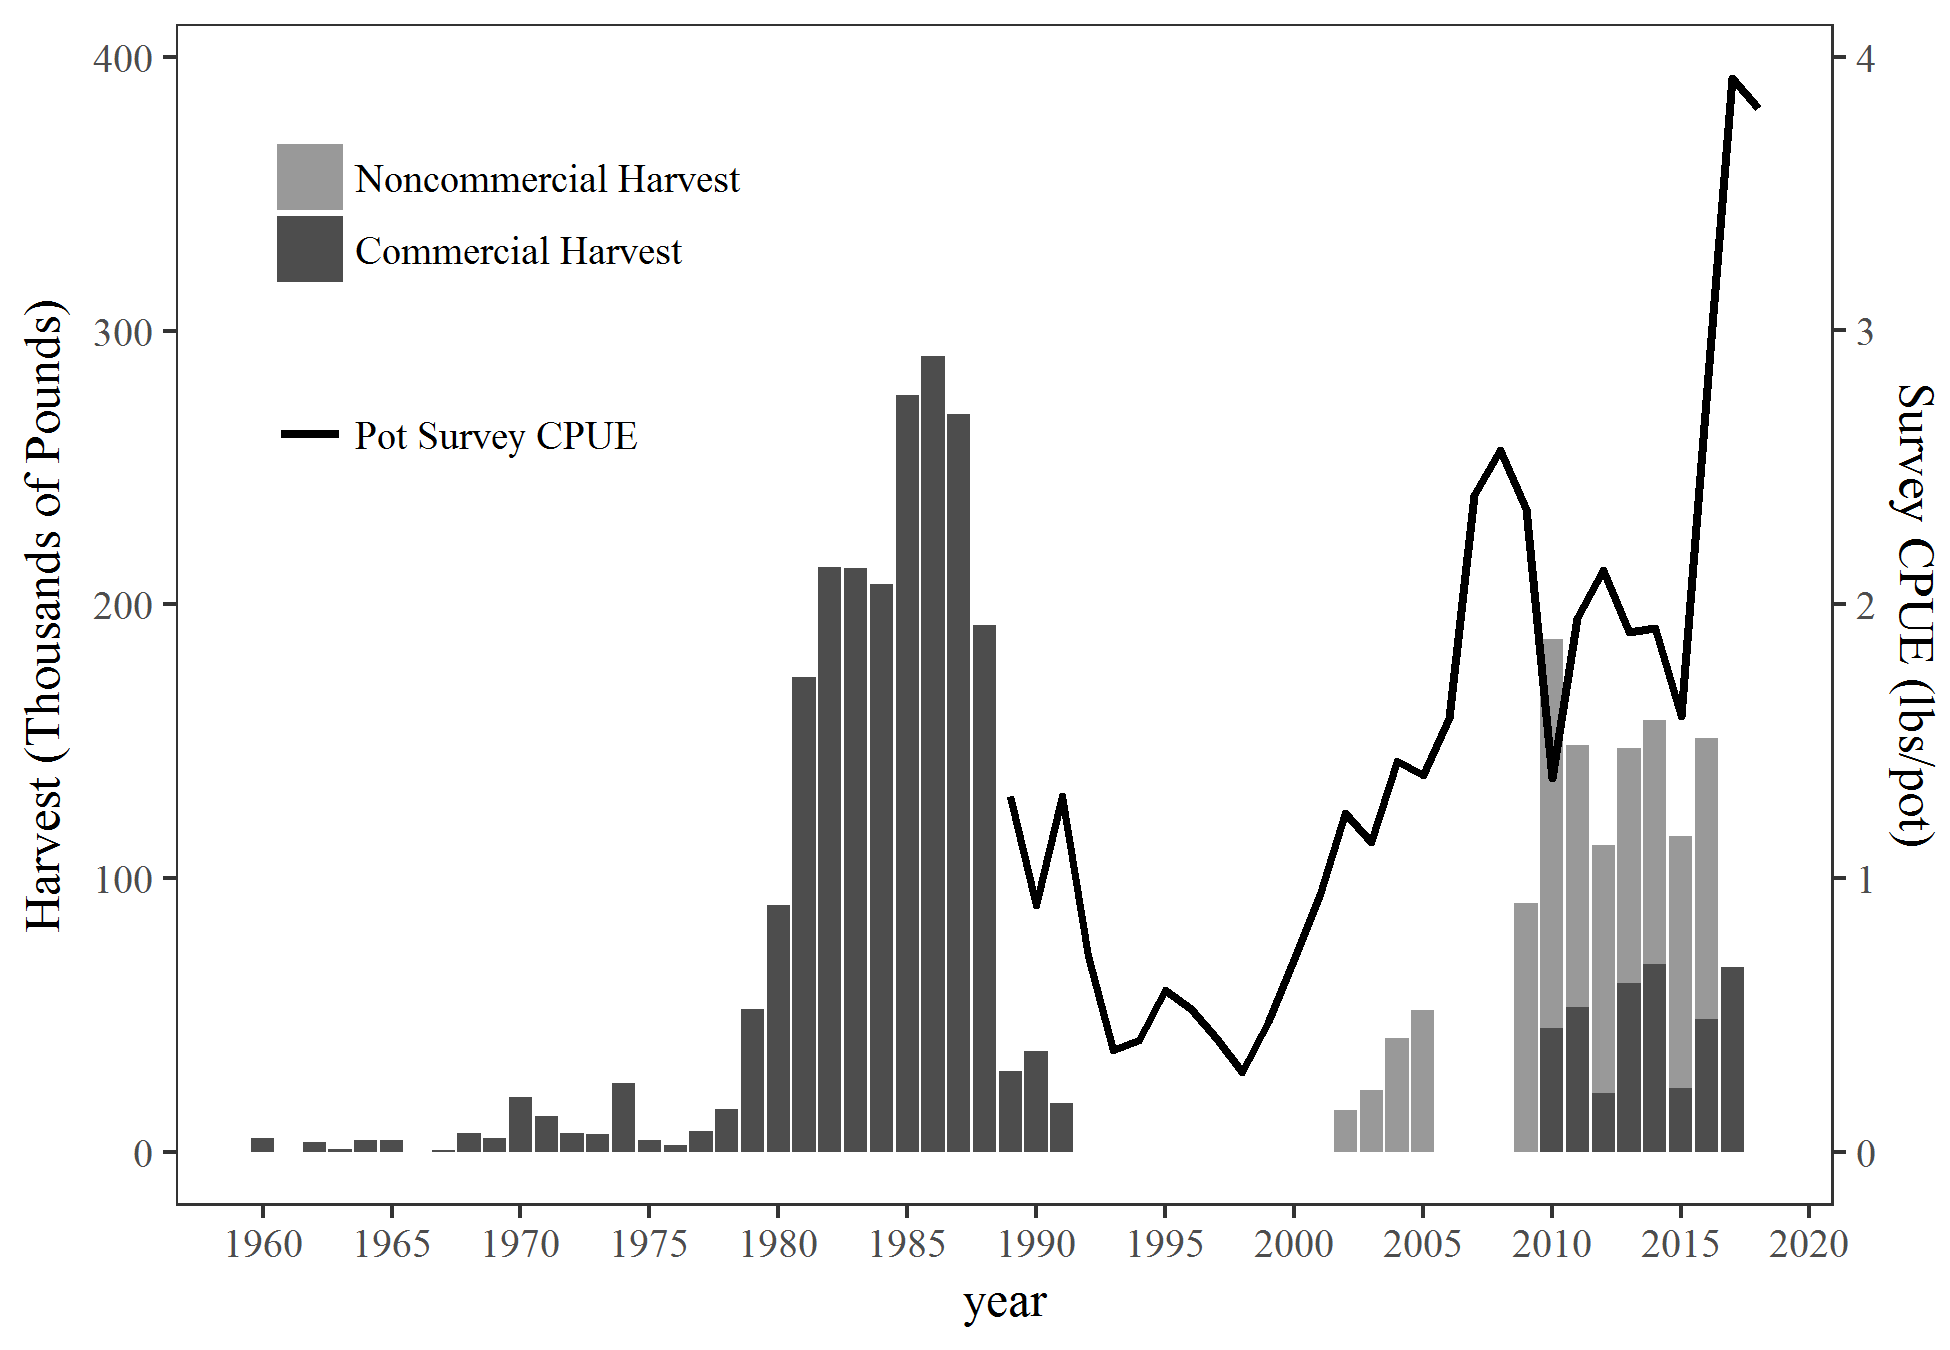 400
300
200
100
0
Harvest (Thousands of Pounds)
Noncommercial Harvest
Commercial Harvest
Pot Survey CPUE
4
3
2
1
0
Survey CPUE (lbs/pot)
1960 1965 1970 1975 1980 1985 1990 1995 2000 2005 2010 2015 2020
year